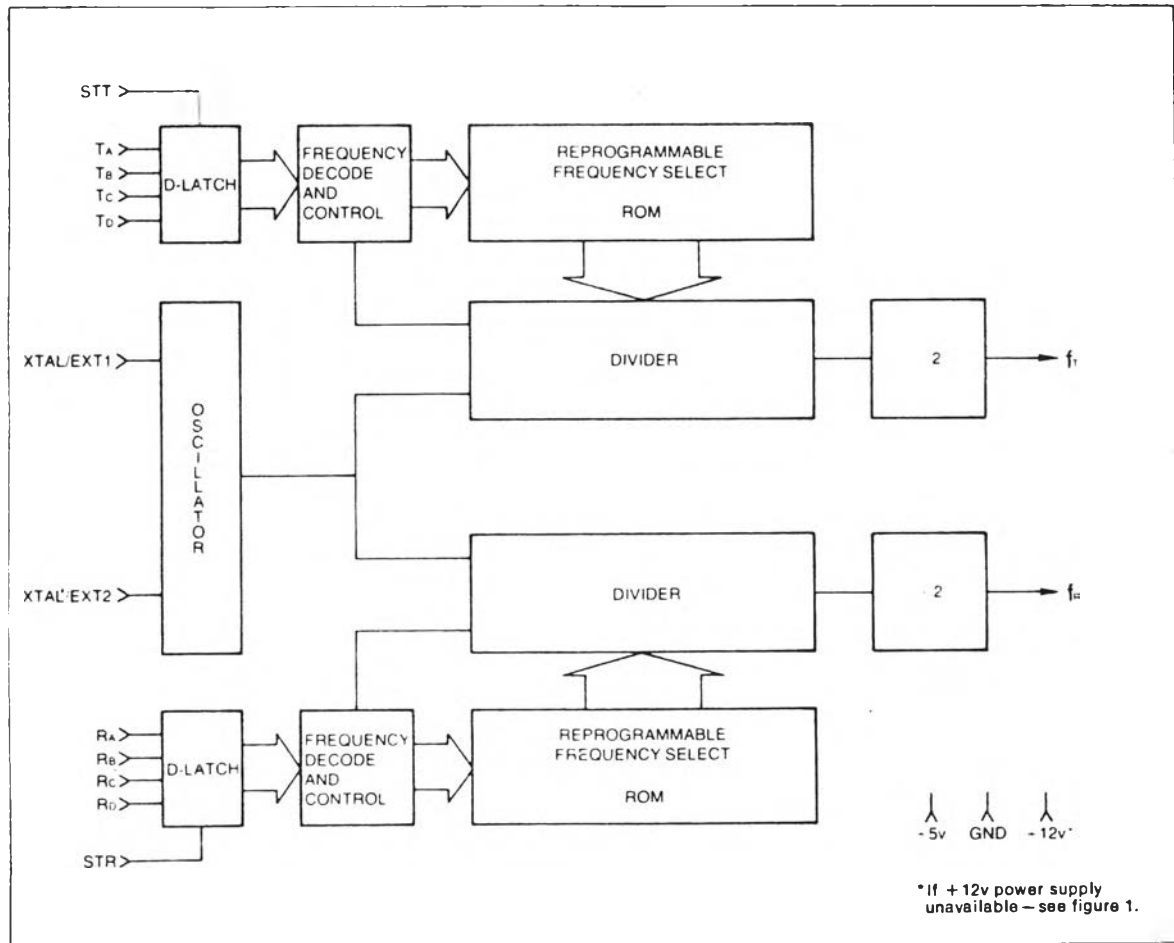 STT
TA
TB
TC
TD
D-LATCH
FREQUENCY
DECODE
AND
CONTROL
REPROGRAMMABLE
FREQUENCY SELECT
ROM
XTAL/EXT1
OSCILLATOR
DIVIDER
2
fT
XTAL/EXT2
DIVIDER
2
fR
RA
RB
RC
RD
D-LATCH
FREQUENCY
DECODE
AND
CONTROL
REPROGRAMMABLE
FREQUENCY SELECT
ROM
STR
-5v GND -12v*
*If +12v power supply
unavailable—see figure 1.